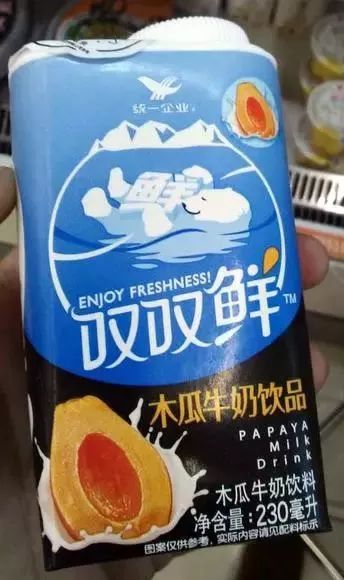 统一企业
鲜
ENJOY FRESHNESS!
叹叹鲜™
木瓜牛奶饮品
PAPAYA
Milk
Drink
木瓜牛奶饮料
净含量:230毫升
图案仅供参考，实际内容请见配料标示